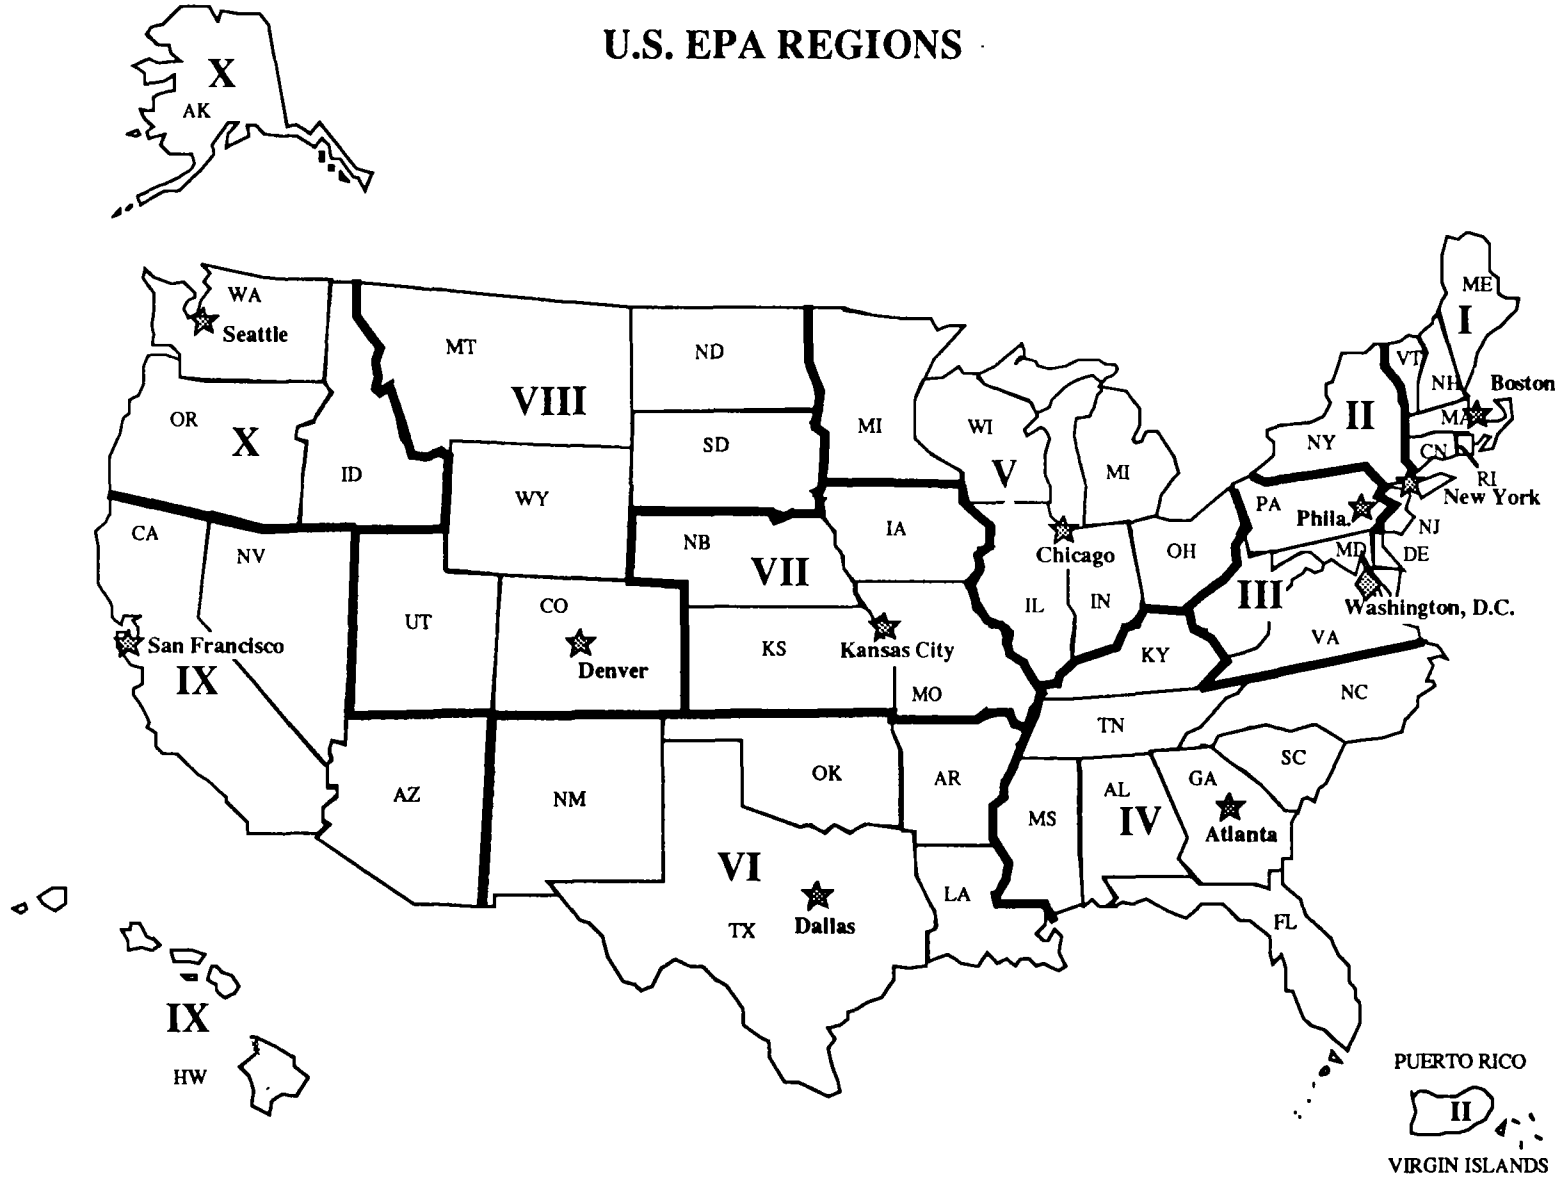 U.S. EPA REGIONS
X
AK
WA
Seattle
MT
ND
VIII
OR
X
ID
SD
WY
MI
WI
V
MI
ME
I
VT
NH
Boston
II
MA
NY
CN
RI
New York
PA
Phila.
NJ
MD
DE
Washington, D.C.
III
VA
CA
NV
NB
IA
VII
Chicago
OH
IL
IN
UT
CO
San Francisco
IX
Denver
KS
Kansas City
MO
KY
NC
TN
SC
AZ
NM
OK
AR
MS
AL
GA
IV
Atlanta
VI
TX
Dallas
LA
FL
IX
HW
PUERTO RICO
II
VIRGIN ISLANDS